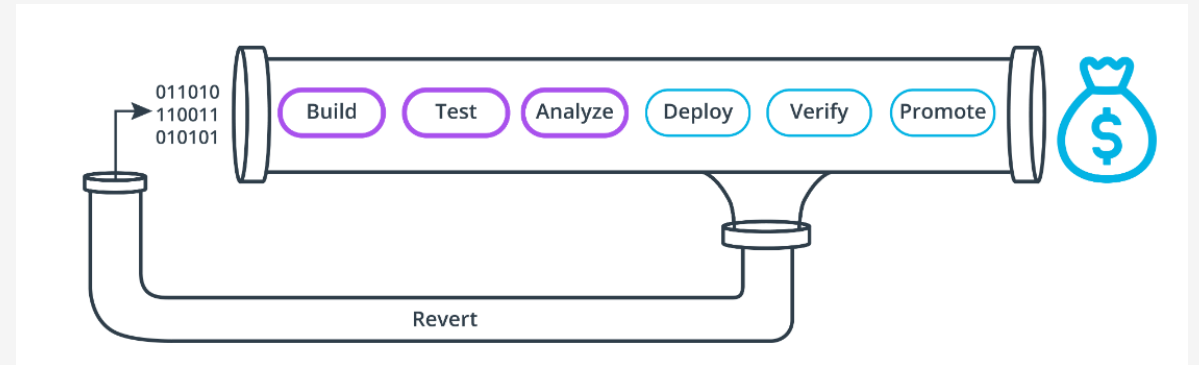 011010
110011
010101
Build
Test
Analyze
Deploy
Verify
Promote
$
Revert